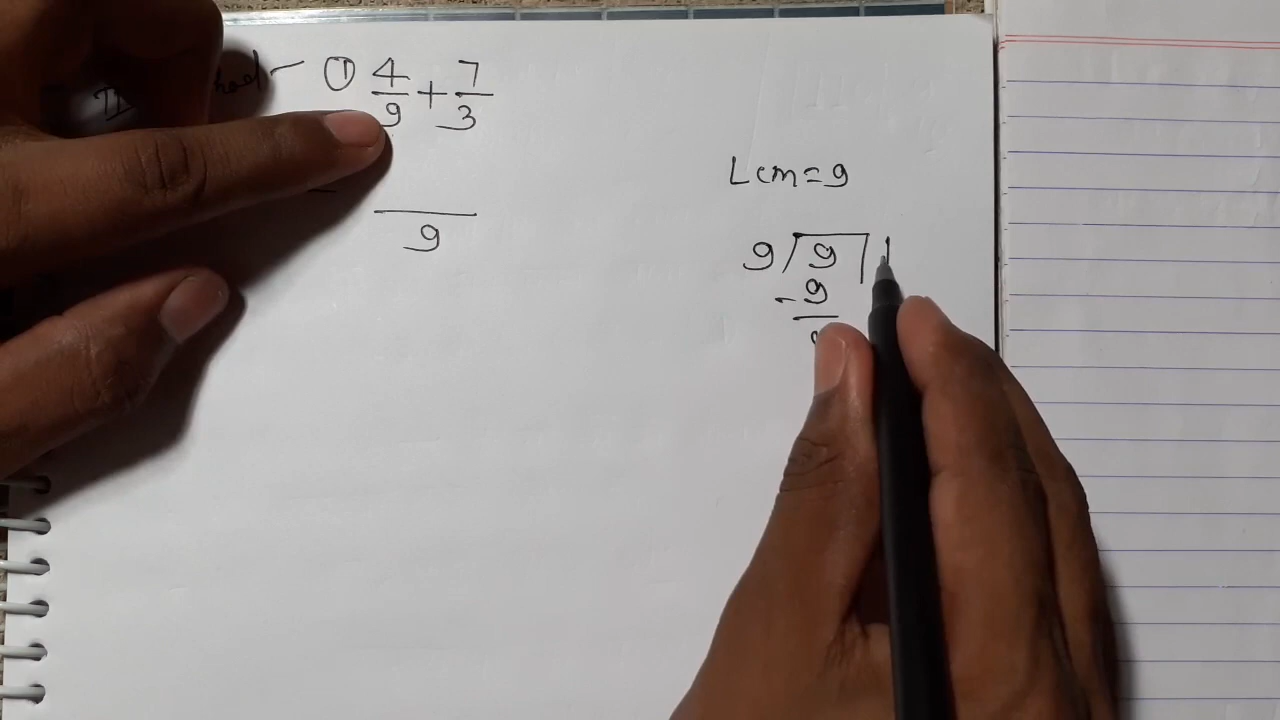 ① 4/9 + 7/3
Lcm = 9
9
9 9 1
- 9